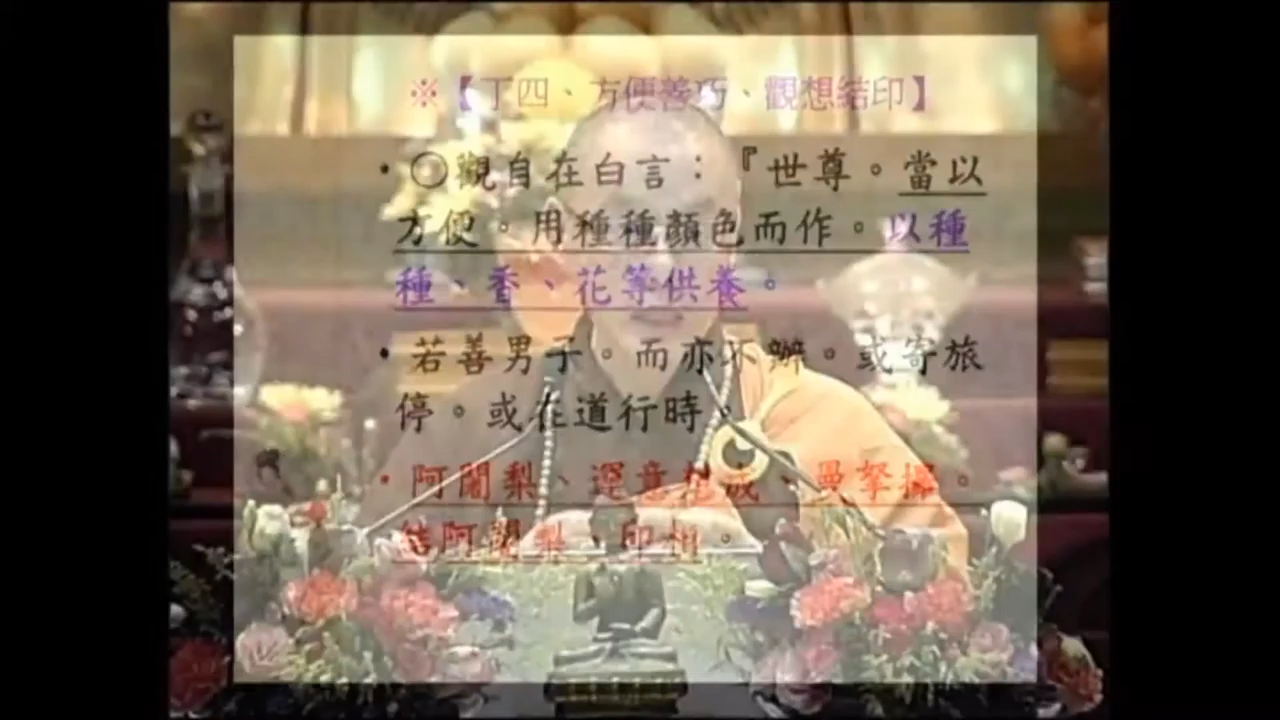 ※【丁四、方便善巧、觀想結印】
•〇觀自在白言：『世尊。當以
方便。用種種顏色而作。以種
種、香、花等供養。
•若善男子。而亦不辦。或寄旅
停。或在道行時。
•阿闍梨、運意想成、曼拏攞。
結阿闍梨、印相。